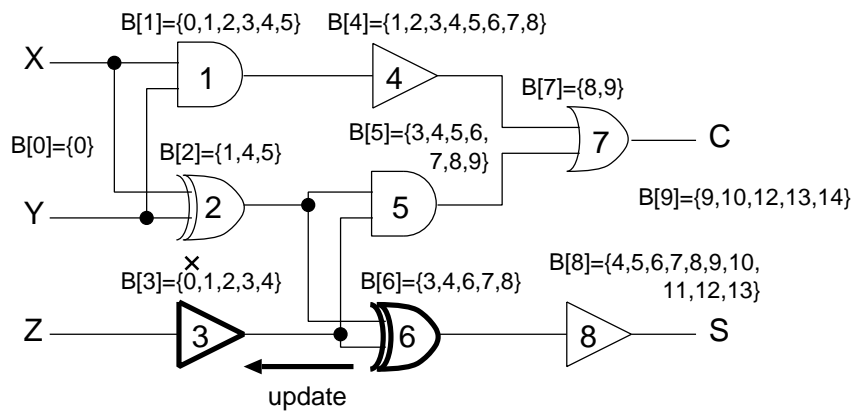 B[1]={0,1,2,3,4,5}
B[4]={1,2,3,4,5,6,7,8}
X
1
4
B[7]={8,9}
B[0]={0}
B[2]={1,4,5}
B[5]={3,4,5,6,
7,8,9}
7
C
Y
2
5
B[9]={9,10,12,13,14}
×
B[3]={0,1,2,3,4}
B[6]={3,4,6,7,8}
B[8]={4,5,6,7,8,9,10,
11,12,13}
Z
3
6
8
S
update